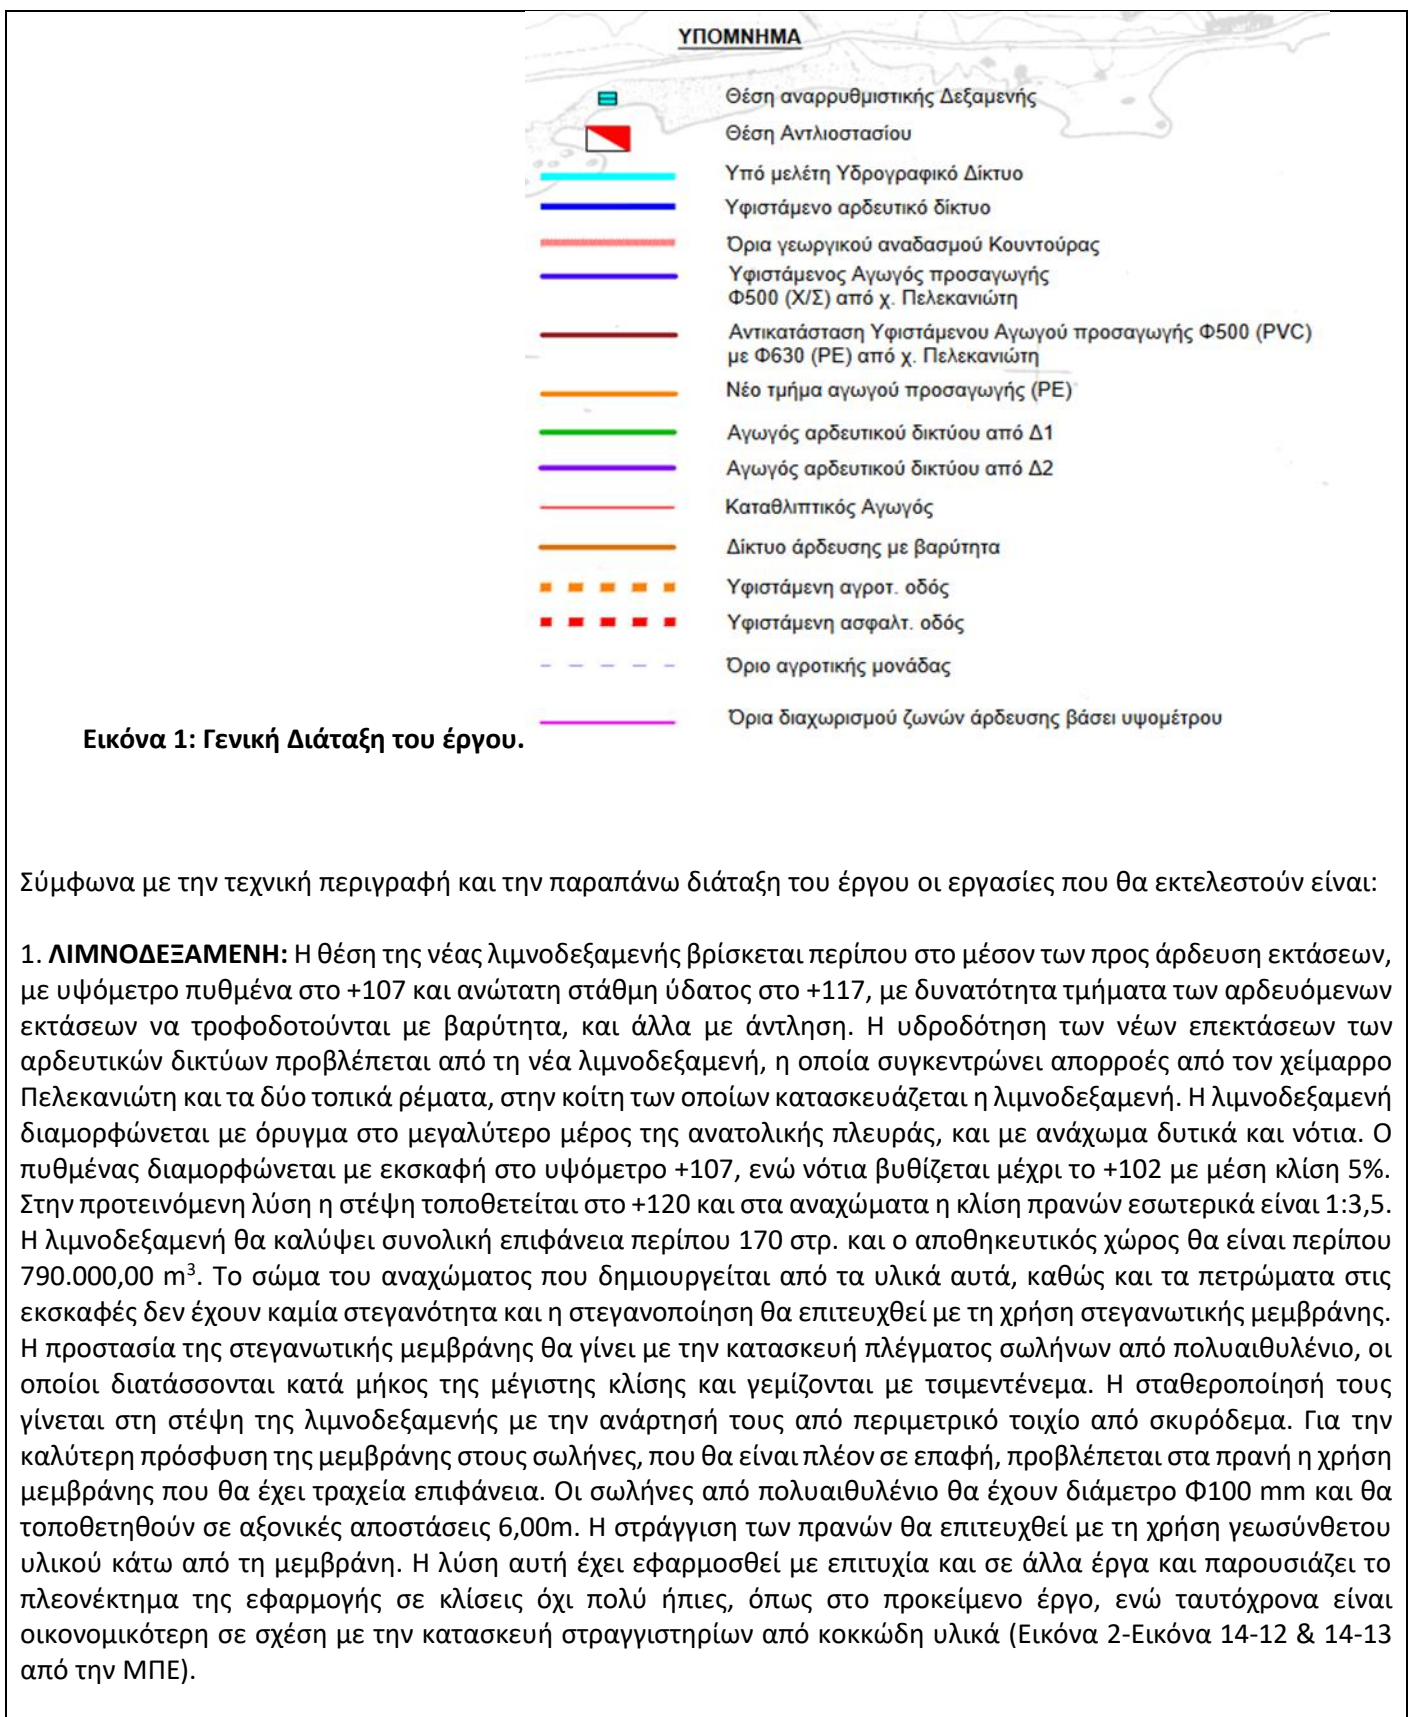 ΥΠΟΜΝΗΜΑ
Θέση αναρρυθμιστικής Δεξαμενής
Θέση Αντλιοστασίου
Υπό μελέτη Υδρογραφικό Δίκτυο
Υφιστάμενο αρδευτικό δίκτυο
Όρια γεωργικού αναδασμού Κουντούρας
Υφιστάμενος Αγωγός προσαγωγής
Φ500 (Χ/Σ) από χ. Πελεκανιώτη
Αντικατάσταση Υφιστάμενου Αγωγού προσαγωγής Φ500 (PVC)
με Φ630 (PE) από χ. Πελεκανιώτη
Νέο τμήμα αγωγού προσαγωγής (PE)
Αγωγός αρδευτικού δικτύου από Δ1
Αγωγός αρδευτικού δικτύου από Δ2
Καταθλιπτικός Αγωγός
Δίκτυο άρδευσης με βαρύτητα
Υφιστάμενη αγροτ. οδός
Υφιστάμενη ασφαλτ. οδός
Όριο αγροτικής μονάδας
Όρια διαχωρισμού ζωνών άρδευσης βάσει υψομέτρου
Εικόνα 1: Γενική Διάταξη του έργου.
Σύμφωνα με την τεχνική περιγραφή και την παραπάνω διάταξη του έργου οι εργασίες που θα εκτελεστούν είναι:
1. ΛΙΜΝΟΔΕΞΑΜΕΝΗ: Η θέση της νέας λιμνοδεξαμενής βρίσκεται περίπου στο μέσον των προς άρδευση εκτάσεων,
με υψόμετρο πυθμένα στο +107 και ανώτατη στάθμη ύδατος στο +117, με δυνατότητα τμήματα των αρδευόμενων
εκτάσεων να τροφοδοτούνται με βαρύτητα, και άλλα με άντληση. Η υδροδότηση των νέων επεκτάσεων των
αρδευτικών δικτύων προβλέπεται από τη νέα λιμνοδεξαμενή, η οποία συγκεντρώνει απορροές από τον χείμαρρο
Πελεκανιώτη και τα δύο τοπικά ρέματα, στην κοίτη των οποίων κατασκευάζεται η λιμνοδεξαμενή. Η λιμνοδεξαμενή
διαμορφώνεται με όρυγμα στο μεγαλύτερο μέρος της ανατολικής πλευράς, και με ανάχωμα δυτικά και νότια. Ο
πυθμένας διαμορφώνεται με εκσκαφή στο υψόμετρο +107, ενώ νότια βυθίζεται μέχρι το +102 με μέση κλίση 5%.
Στην προτεινόμενη λύση η στέψη τοποθετείται στο +120 και στα αναχώματα η κλίση πρανών εσωτερικά είναι 1:3,5.
Η λιμνοδεξαμενή θα καλύψει συνολική επιφάνεια περίπου 170 στρ. και ο αποθηκευτικός χώρος θα είναι περίπου
790.000,00 m³. Το σώμα του αναχώματος που δημιουργείται από τα υλικά αυτά, καθώς και τα πετρώματα στις
εκσκαφές δεν έχουν καμία στεγανότητα και η στεγανοποίηση θα επιτευχθεί με τη χρήση στεγανωτικής μεμβράνης.
Η προστασία της στεγανωτικής μεμβράνης θα γίνει με την κατασκευή πλέγματος σωλήνων από πολυαιθυλένιο, οι
οποίοι διατάσσονται κατά μήκος της μέγιστης κλίσης και γεμίζονται με τσιμεντένεμα. Η σταθεροποίησή τους
γίνεται στη στέψη της λιμνοδεξαμενής με την ανάρτησή τους από περιμετρικό τοιχίο από σκυρόδεμα. Για την
καλύτερη πρόσφυση της μεμβράνης στους σωλήνες, που θα είναι πλέον σε επαφή, προβλέπεται στα πρανή η χρήση
μεμβράνης που θα έχει τραχεία επιφάνεια. Οι σωλήνες από πολυαιθυλένιο θα έχουν διάμετρο Φ100 mm και θα
τοποθετηθούν σε αξονικές αποστάσεις 6,00m. Η στράγγιση των πρανών θα επιτευχθεί με τη χρήση γεωσύνθετου
υλικού κάτω από τη μεμβράνη. Η λύση αυτή έχει εφαρμοσθεί με επιτυχία και σε άλλα έργα και παρουσιάζει το
πλεονέκτημα της εφαρμογής σε κλίσεις όχι πολύ ήπιες, όπως στο προκείμενο έργο, ενώ ταυτόχρονα είναι
οικονομικότερη σε σχέση με την κατασκευή στραγγιστηρίων από κοκκώδη υλικά (Εικόνα 2-Εικόνα 14-12 & 14-13
από την ΜΠΕ).